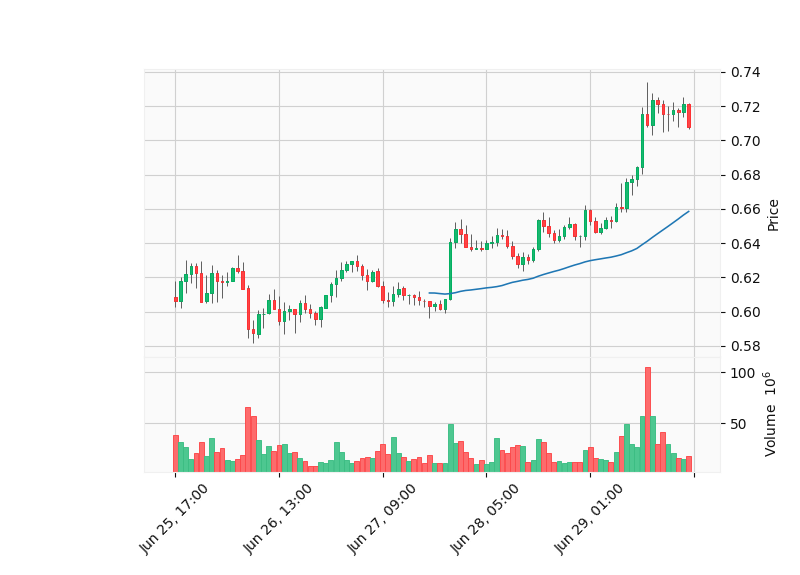 0.74
0.72
0.70
0.68
0.66
0.64
0.62
0.60
0.58
Price
100
50
Volume 10⁶
Jun 25, 17:00
Jun 26, 13:00
Jun 27, 09:00
Jun 28, 05:00
Jun 29, 01:00